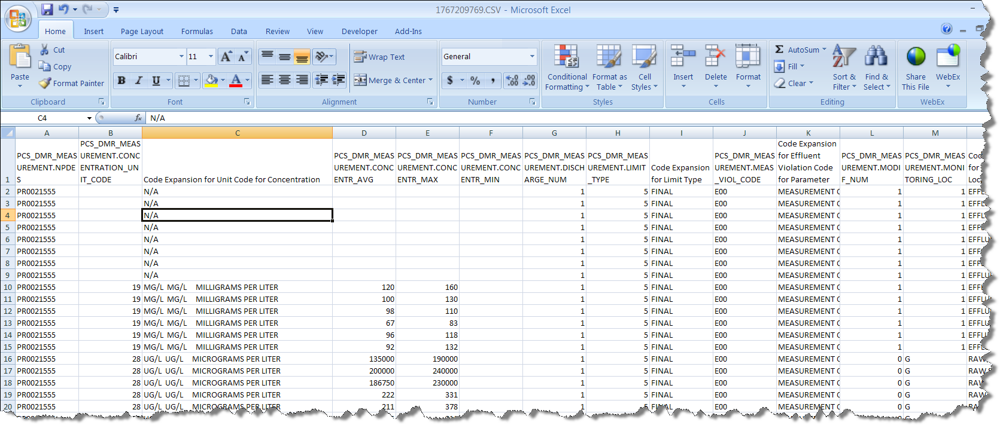 1767209769.CSV - Microsoft Excel
Home Insert Page Layout Formulas Data Review View Developer Add-Ins
Paste Cut Copy Format Painter
Clipboard
Calibri 11
B I U
Font
Wrap Text
Merge & Center
Alignment
General
$ % ,
Number
Conditional Formatting Format as Table Cell Styles
Styles
Insert Delete Format
Cells
AutoSum Fill Clear Sort & Filter Find & Select
Editing
Share This File WebEx
WebEx
C4 fx N/A
A B C D E F G H I J K L M
1 PCS_DMR_MEASUREMENT.NPDES PCS_DMR_MEASUREMENT.CONCENTRATION_UNIT_CODE Code Expansion for Unit Code for Concentration PCS_DMR_MEASUREMENT.CONCENTR_AVG PCS_DMR_MEASUREMENT.CONCENTR_MAX PCS_DMR_MEASUREMENT.CONCENTR_MIN PCS_DMR_MEASUREMENT.DISCHARGE_NUM PCS_DMR_MEASUREMENT.LIMIT_TYPE Code Expansion for Limit Type PCS_DMR_MEASUREMENT.MEAS_VIOL_CODE Code Expansion for Effluent Violation Code for Parameter PCS_DMR_MEASUREMENT.MODIF_NUM PCS_DMR_MEASUREMENT.MONITORING_LOC Cod for Loc
2 PR0021555 N/A 1 5 FINAL E00 MEASUREMENT 1 1
3 PR0021555 N/A 1 5 FINAL E00 MEASUREMENT 1 1
4 PR0021555 N/A 1 5 FINAL E00 MEASUREMENT 1 1
5 PR0021555 N/A 1 5 FINAL E00 MEASUREMENT 1 1
6 PR0021555 N/A 1 5 FINAL E00 MEASUREMENT 1 1 EFFLU
7 PR0021555 N/A 1 5 FINAL E00 MEASUREMENT 1 1
8 PR0021555 N/A 1 5 FINAL E00 MEASUREMENT 1 1
9 PR0021555 N/A 1 5 FINAL E00 MEASUREMENT 1 1 EFFLU
10 PR0021555 19 MG/L MG/L MILLIGRAMS PER LITER 120 160 1 5 FINAL E00 MEASUREMENT 1 1
11 PR0021555 19 MG/L MG/L MILLIGRAMS PER LITER 100 130 1 5 FINAL E00 MEASUREMENT 1 1
12 PR0021555 19 MG/L MG/L MILLIGRAMS PER LITER 98 110 1 5 FINAL E00 MEASUREMENT 1 1 EFFLU
13 PR0021555 19 MG/L MG/L MILLIGRAMS PER LITER 67 83 1 5 FINAL E00 MEASUREMENT 1 1
14 PR0021555 19 MG/L MG/L MILLIGRAMS PER LITER 96 118 1 5 FINAL E00 MEASUREMENT 1 1
15 PR0021555 19 MG/L MG/L MILLIGRAMS PER LITER 92 132 1 5 FINAL E00 MEASUREMENT 1 1
16 PR0021555 28 UG/L UG/L MICROGRAMS PER LITER 135000 190000 1 5 FINAL E00 MEASUREMENT 0 G RAW
17 PR0021555 28 UG/L UG/L MICROGRAMS PER LITER 200000 240000 1 5 FINAL E00 MEASUREMENT 0 G RAW
18 PR0021555 28 UG/L UG/L MICROGRAMS PER LITER 186750 230000 1 5 FINAL E00 MEASUREMENT 0 G RAW
19 PR0021555 28 UG/L UG/L MICROGRAMS PER LITER 222 331 1 5 FINAL E00 MEASUREMENT 0 G RAW
20 PR0021555 28 UG/L UG/L MICROGRAMS PER LITER 211 378 1 5 FINAL E00 MEASUREMENT 0 G RAW